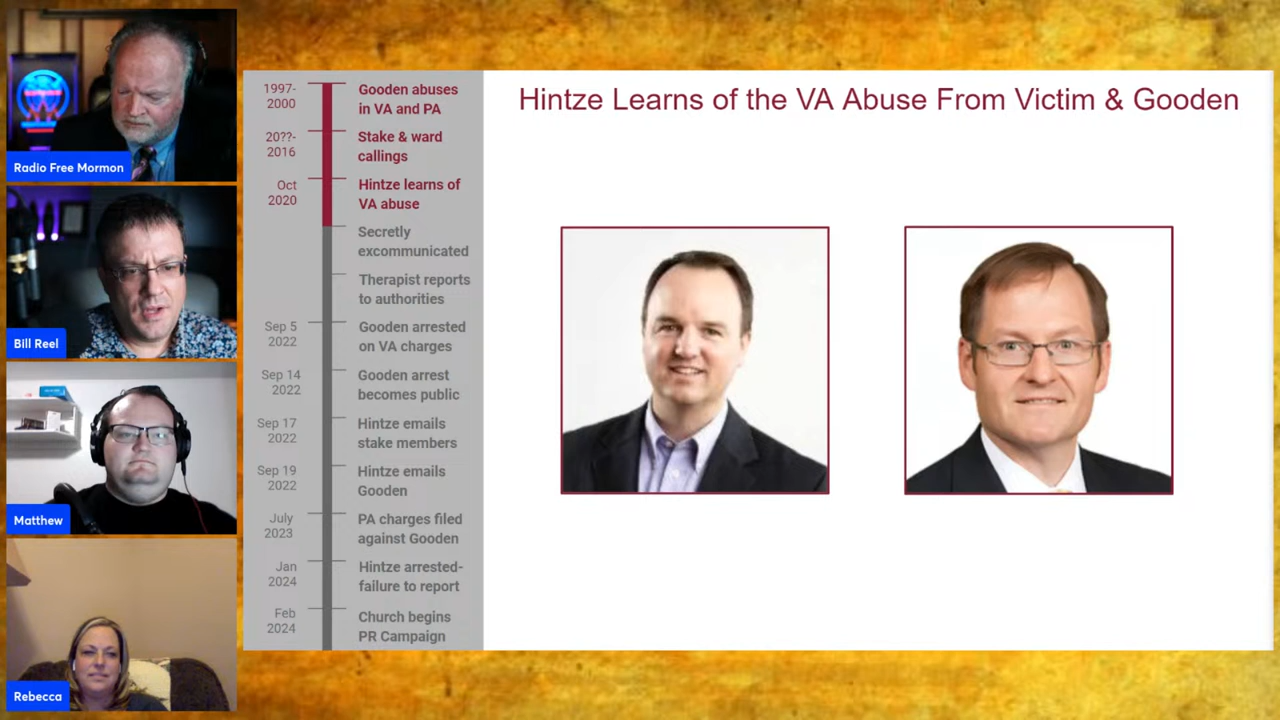 Radio Free Mormon
Bill Reel
Matthew
Rebecca
Hintze Learns of the VA Abuse From Victim & Gooden
1997-
2000
Gooden abuses
in VA and PA
20??-
2016
Stake & ward
callings
Oct
2020
Hintze learns of
VA abuse
Secretly
excommunicated
Therapist reports
to authorities
Sep 5
2022
Gooden arrested
on VA charges
Sep 14
2022
Gooden arrest
becomes public
Sep 17
2022
Hintze emails
stake members
Sep 19
2022
Hintze emails
Gooden
July
2023
PA charges filed
against Gooden
Jan
2024
Hintze arrested-
failure to report
Feb
2024
Church begins
PR Campaign